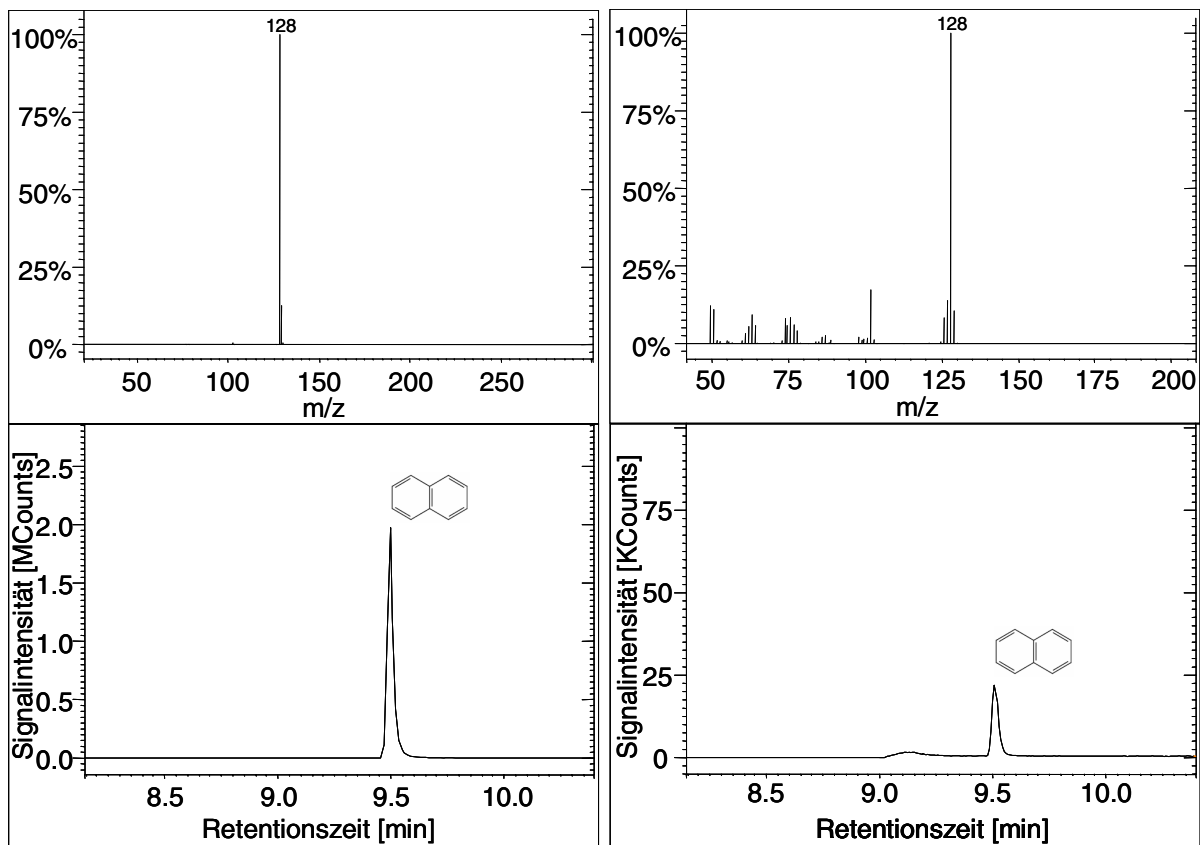 128
100%
75%
50%
25%
0%
50 100 150 200 250
m/z
128
100%
75%
50%
25%
0%
50 75 100 125 150 175 200
m/z
Signalintensität [MCounts]
2.5
2.0
1.5
1.0
0.5
0.0
8.5 9.0 9.5 10.0
Retentionszeit [min]
Signalintensität [KCounts]
75
50
25
0
8.5 9.0 9.5 10.0
Retentionszeit [min]